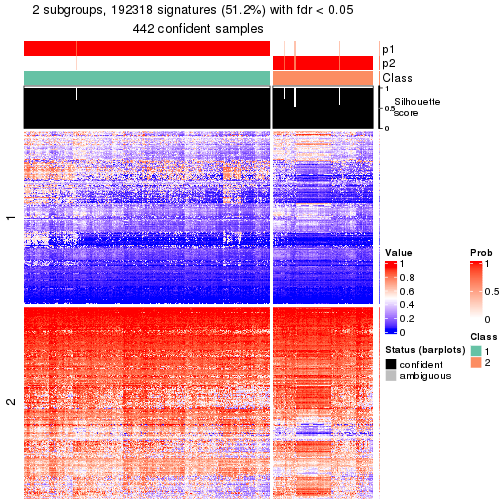 2 subgroups, 192318 signatures (51.2%) with fdr < 0.05
442 confident samples
p1
p2
Class
1
0.5
0
Silhouette
score
1
2
Value
1
0.8
0.6
0.4
0.2
0
Prob
1
0.5
0
Status (barplots)
confident
ambiguous
Class
1
2